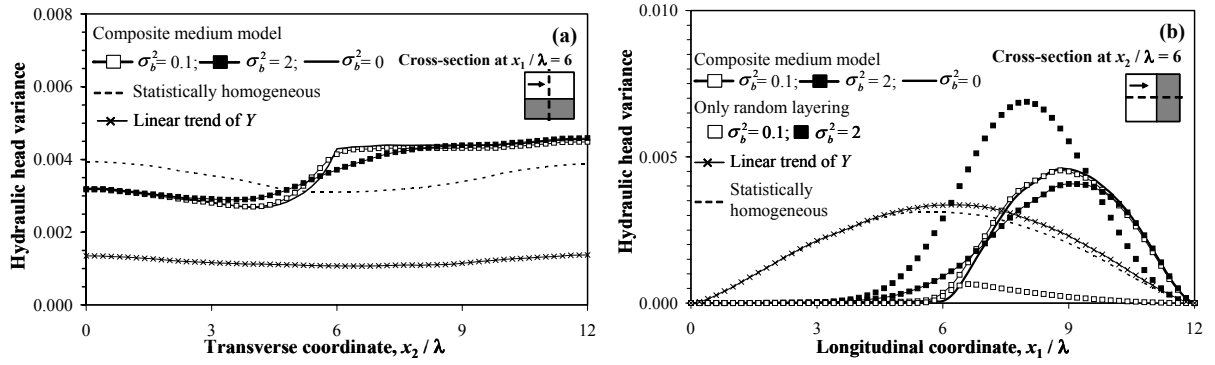 0.008
0.006
0.004
0.002
0.000
Hydraulic head variance
(a)
Composite medium model
σ_b^2 = 0.1; σ_b^2 = 2; σ_b^2 = 0
Cross-section at x_1 / λ = 6
Statistically homogeneous
Linear trend of Y
0 3 6 9 12
Transverse coordinate, x_2 / λ
0.010
0.005
0.000
Hydraulic head variance
(b)
Cross-section at x_2 / λ = 6
Composite medium model
σ_b^2 = 0.1; σ_b^2 = 2; σ_b^2 = 0
Only random layering
σ_b^2 = 0.1; σ_b^2 = 2
Linear trend of Y
Statistically
homogeneous
0 3 6 9 12
Longitudinal coordinate, x_1 / λ